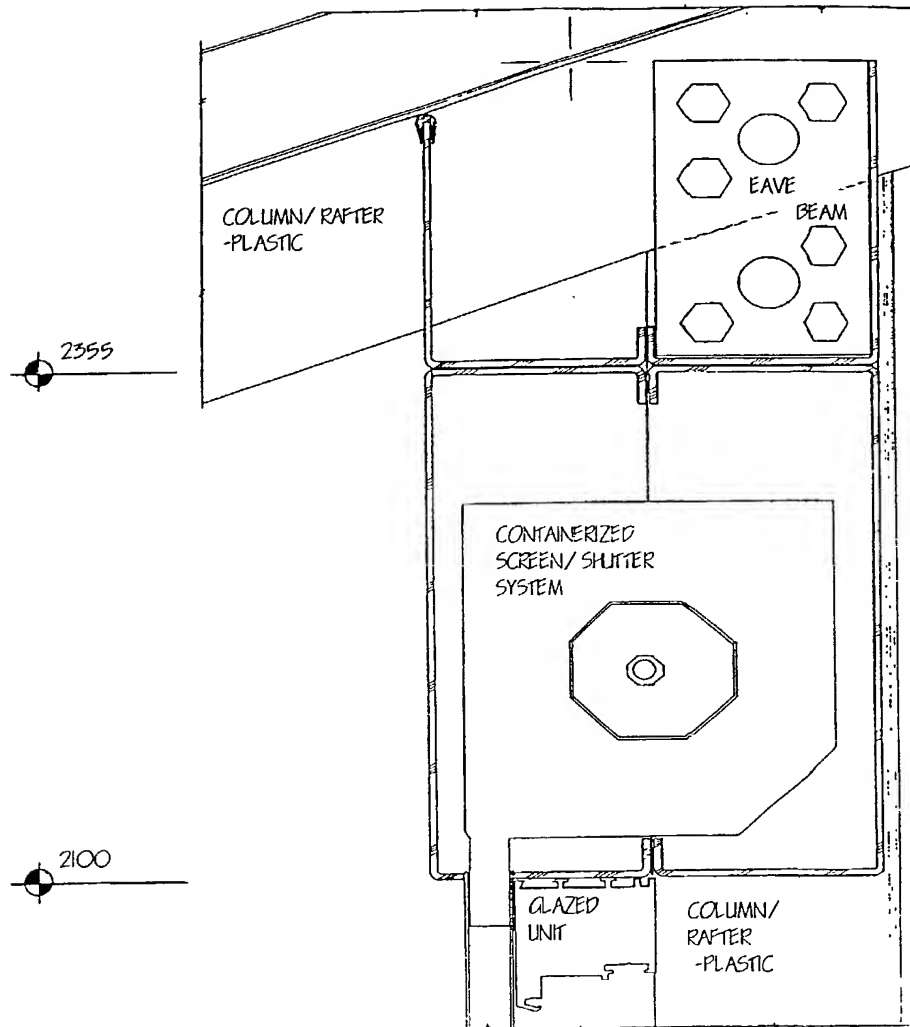 EAVE
BEAM
COLUMN/ RAFTER
-PLASTIC
2355
CONTAINERIZED
SCREEN/ SHUTTER
SYSTEM
2100
GLAZED
UNIT
COLUMN/
RAFTER
-PLASTIC